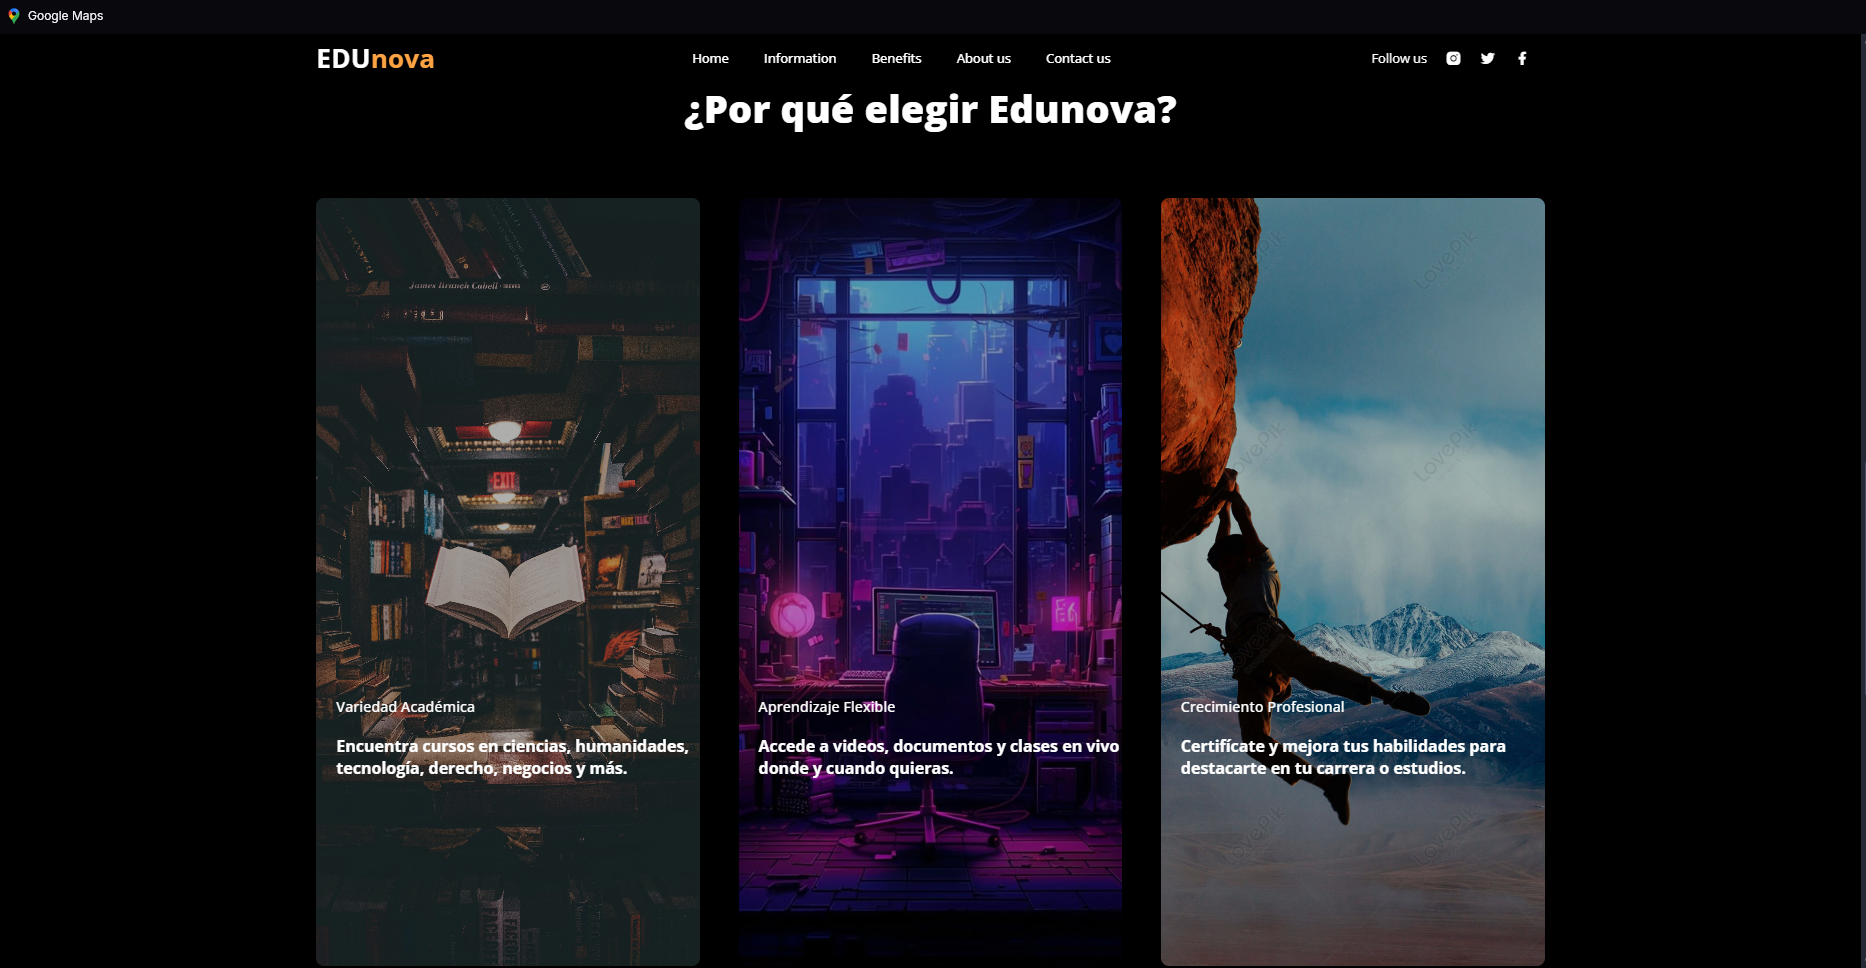 Google Maps
EDUnova
Home
Information
Benefits
About us
Contact us
Follow us
¿Por qué elegir Edunova?
James Branch Cabell
EXIT
Variedad Académica
Encuentra cursos en ciencias, humanidades,
tecnología, derecho, negocios y más.
Aprendizaje Flexible
Accede a videos, documentos y clases en vivo
donde y cuando quieras.
LovePik
LovePik
LovePik
LovePik
LovePik
LovePik
LovePik
Crecimiento Profesional
Certifícate y mejora tus habilidades para
destacarte en tu carrera o estudios.